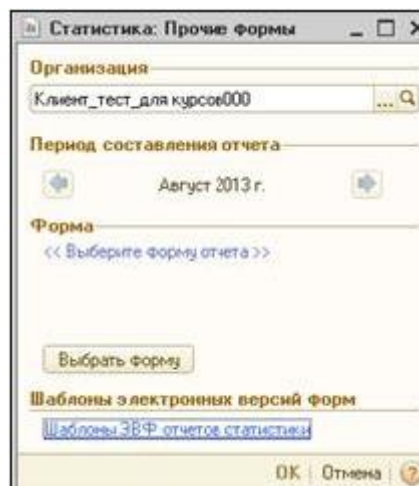 Статистика: Прочие формы
Организация
Клиент_тест_для курсов000
...
Период составления отчета
Август 2013 г.
Форма
<< Выберите форму отчета >>
Выбрать форму
Шаблоны электронных версий форм
Шаблоны ЭВФ отчетов статистики
ОК | Отмена | ?